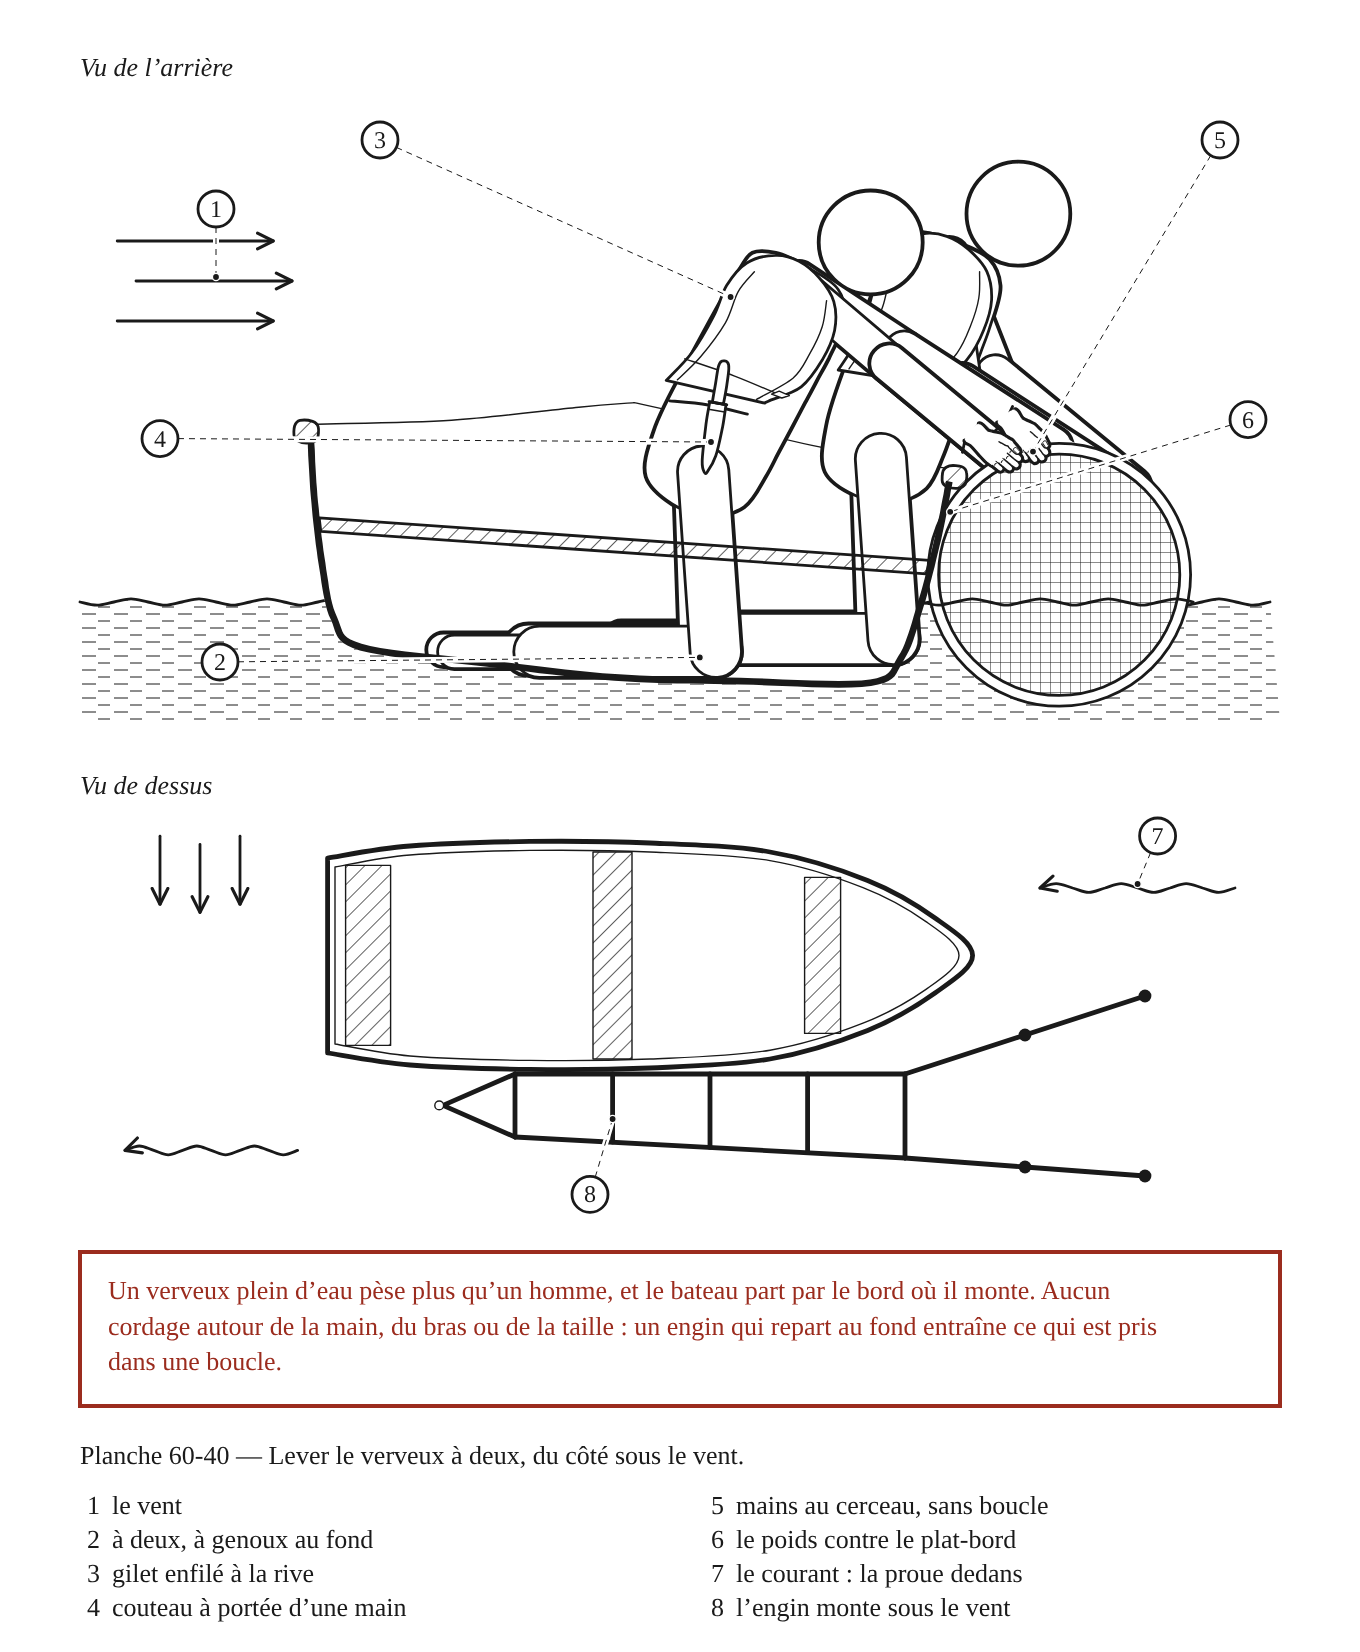 Vu de l’arrière
3
5
1
6
4
2
Vu de dessus
7
8
Un verveux plein d’eau pèse plus qu’un homme, et le bateau part par le bord où il monte. Aucun
cordage autour de la main, du bras ou de la taille : un engin qui repart au fond entraîne ce qui est pris
dans une boucle.
Planche 60-40 — Lever le verveux à deux, du côté sous le vent.
1 le vent
2 à deux, à genoux au fond
3 gilet enfilé à la rive
4 couteau à portée d’une main
5 mains au cerceau, sans boucle
6 le poids contre le plat-bord
7 le courant : la proue dedans
8 l’engin monte sous le vent